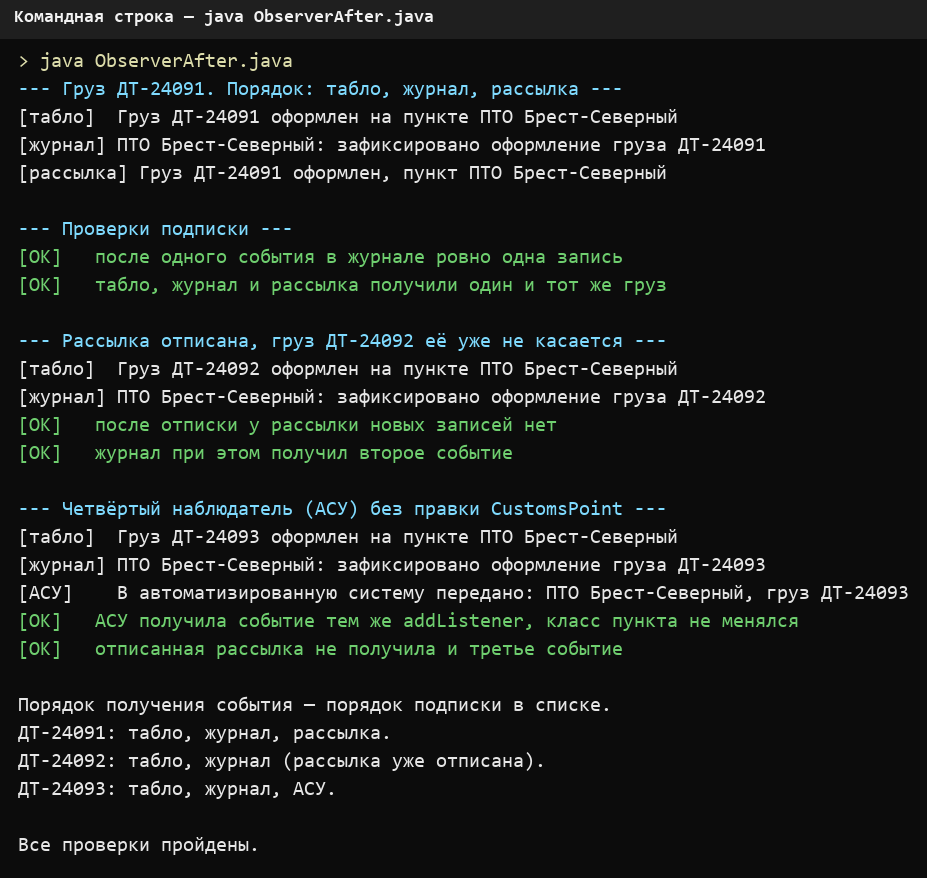 Командная строка — java ObserverAfter.java
> java ObserverAfter.java
--- Груз ДТ-24091. Порядок: табло, журнал, рассылка ---
[табло]  Груз ДТ-24091 оформлен на пункте ПТО Брест-Северный
[журнал] ПТО Брест-Северный: зафиксировано оформление груза ДТ-24091
[рассылка] Груз ДТ-24091 оформлен, пункт ПТО Брест-Северный
--- Проверки подписки ---
[OK]   после одного события в журнале ровно одна запись
[OK]   табло, журнал и рассылка получили один и тот же груз
--- Рассылка отписана, груз ДТ-24092 её уже не касается ---
[табло]  Груз ДТ-24092 оформлен на пункте ПТО Брест-Северный
[журнал] ПТО Брест-Северный: зафиксировано оформление груза ДТ-24092
[OK]   после отписки у рассылки новых записей нет
[OK]   журнал при этом получил второе событие
--- Четвёртый наблюдатель (АСУ) без правки CustomsPoint ---
[табло]  Груз ДТ-24093 оформлен на пункте ПТО Брест-Северный
[журнал] ПТО Брест-Северный: зафиксировано оформление груза ДТ-24093
[АСУ]    В автоматизированную систему передано: ПТО Брест-Северный, груз ДТ-24093
[OK]   АСУ получила событие тем же addListener, класс пункта не менялся
[OK]   отписанная рассылка не получила и третье событие
Порядок получения события — порядок подписки в списке.
ДТ-24091: табло, журнал, рассылка.
ДТ-24092: табло, журнал (рассылка уже отписана).
ДТ-24093: табло, журнал, АСУ.
Все проверки пройдены.